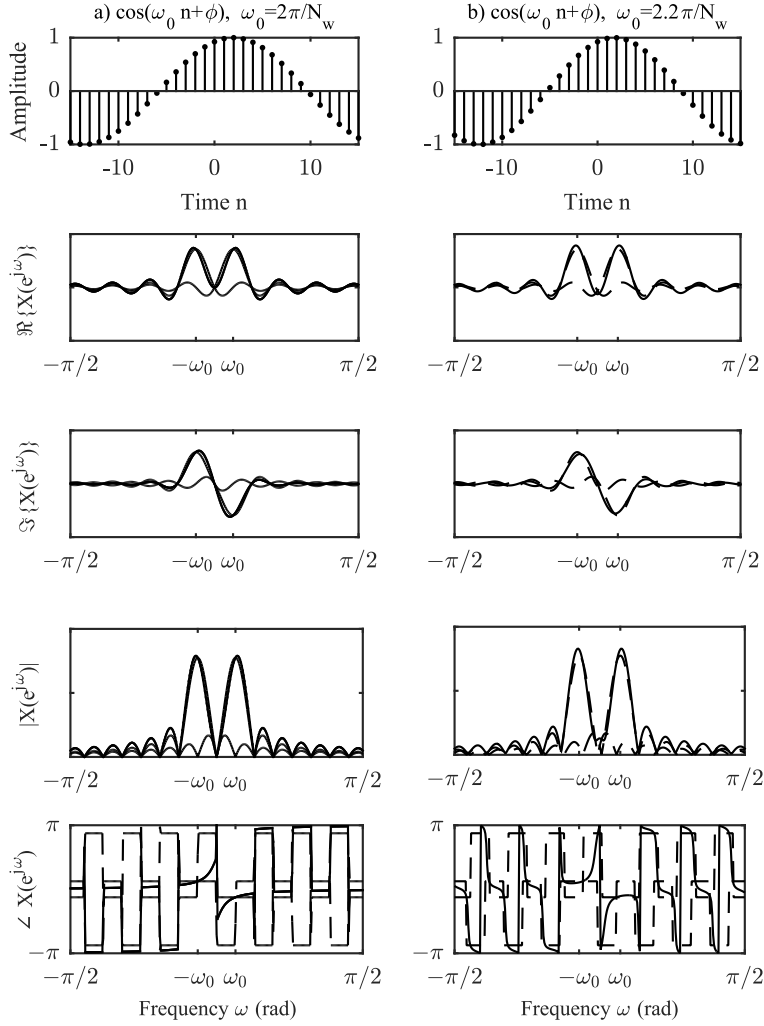 a) cos(ω₀ n+ϕ), ω₀=2π/N_w
b) cos(ω₀ n+ϕ), ω₀=2.2π/N_w
Amplitude
1
0
-1
-10 0 10
Time n
1
0
-1
-10 0 10
Time n
ℜ{X(e^jω)}
−π/2 −ω₀ ω₀ π/2
−π/2 −ω₀ ω₀ π/2
ℑ{X(e^jω)}
−π/2 −ω₀ ω₀ π/2
−π/2 −ω₀ ω₀ π/2
|X(e^jω)|
−π/2 −ω₀ ω₀ π/2
−π/2 −ω₀ ω₀ π/2
∠ X(e^jω)
π
−π
−π/2 −ω₀ ω₀ π/2
Frequency ω (rad)
π
−π
−π/2 −ω₀ ω₀ π/2
Frequency ω (rad)